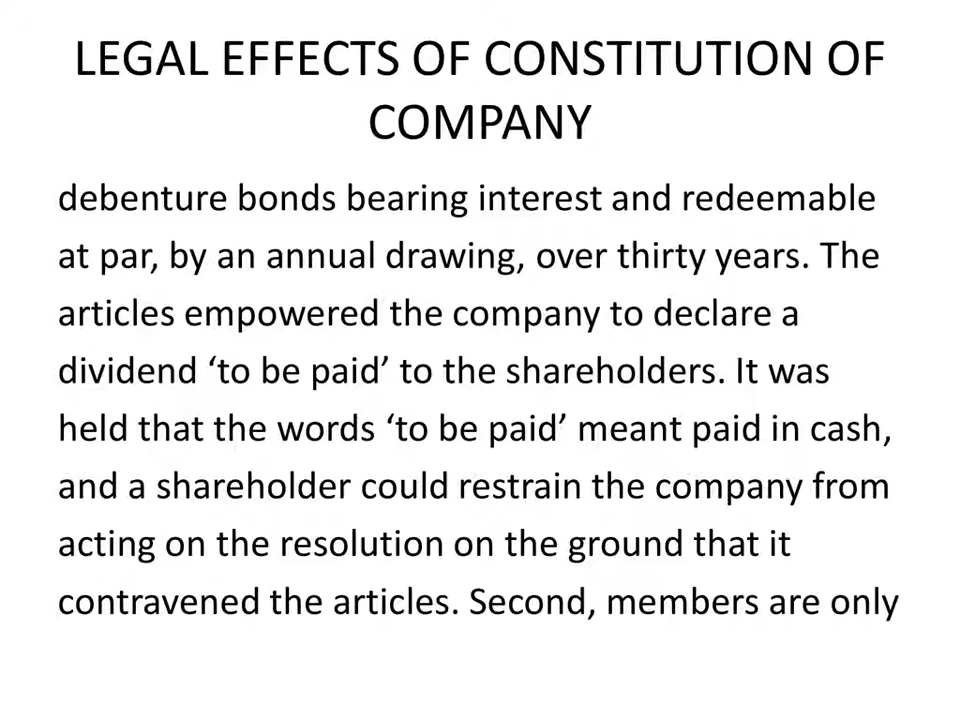 LEGAL EFFECTS OF CONSTITUTION OF
COMPANY
debenture bonds bearing interest and redeemable
at par, by an annual drawing, over thirty years. The
articles empowered the company to declare a
dividend ‘to be paid’ to the shareholders. It was
held that the words ‘to be paid’ meant paid in cash,
and a shareholder could restrain the company from
acting on the resolution on the ground that it
contravened the articles. Second, members are only